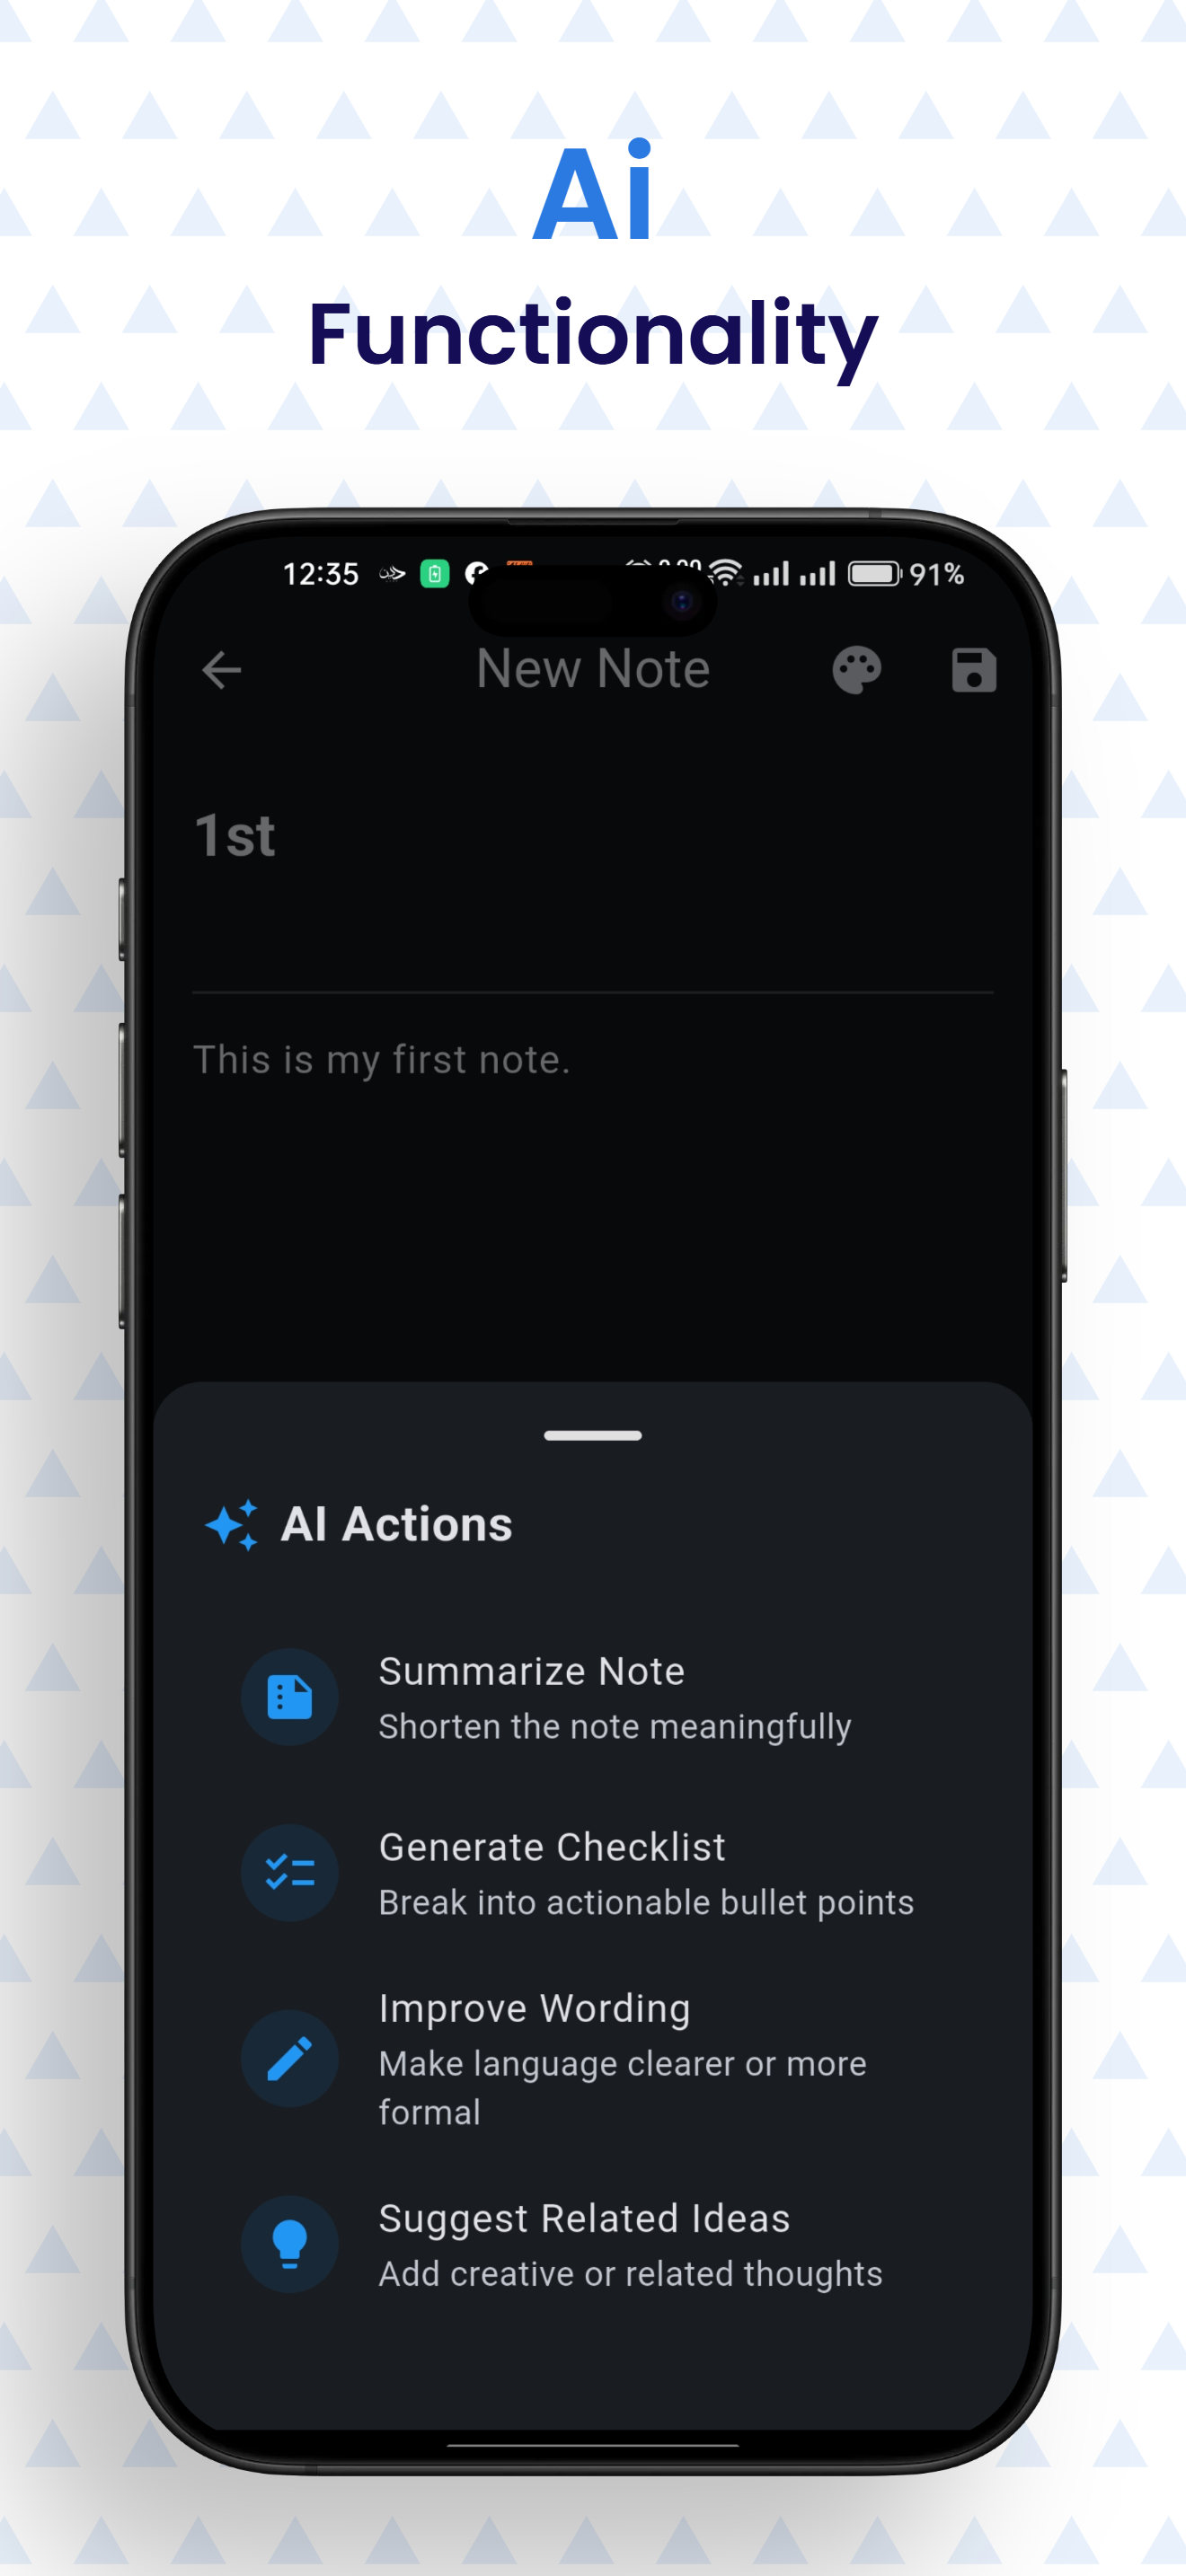 Ai
Functionality
12:35
91%
New Note
1st
This is my first note.
AI Actions
Summarize Note
Shorten the note meaningfully
Generate Checklist
Break into actionable bullet points
Improve Wording
Make language clearer or more
formal
Suggest Related Ideas
Add creative or related thoughts